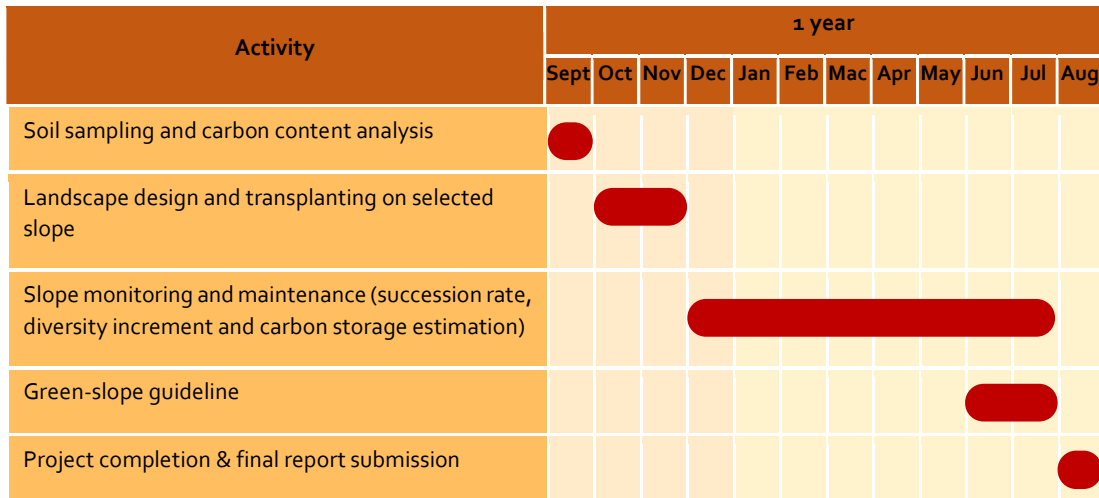 Activity
1 year
Sept Oct Nov Dec Jan Feb Mac Apr May Jun Jul Aug
Soil sampling and carbon content analysis
Landscape design and transplanting on selected
slope
Slope monitoring and maintenance (succession rate,
diversity increment and carbon storage estimation)
Green-slope guideline
Project completion & final report submission